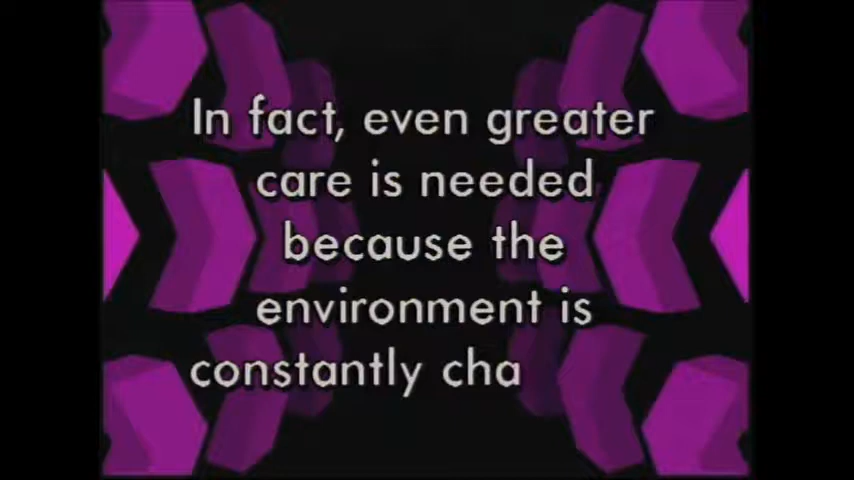 In fact, even greater
care is needed
because the
environment is
constantly cha